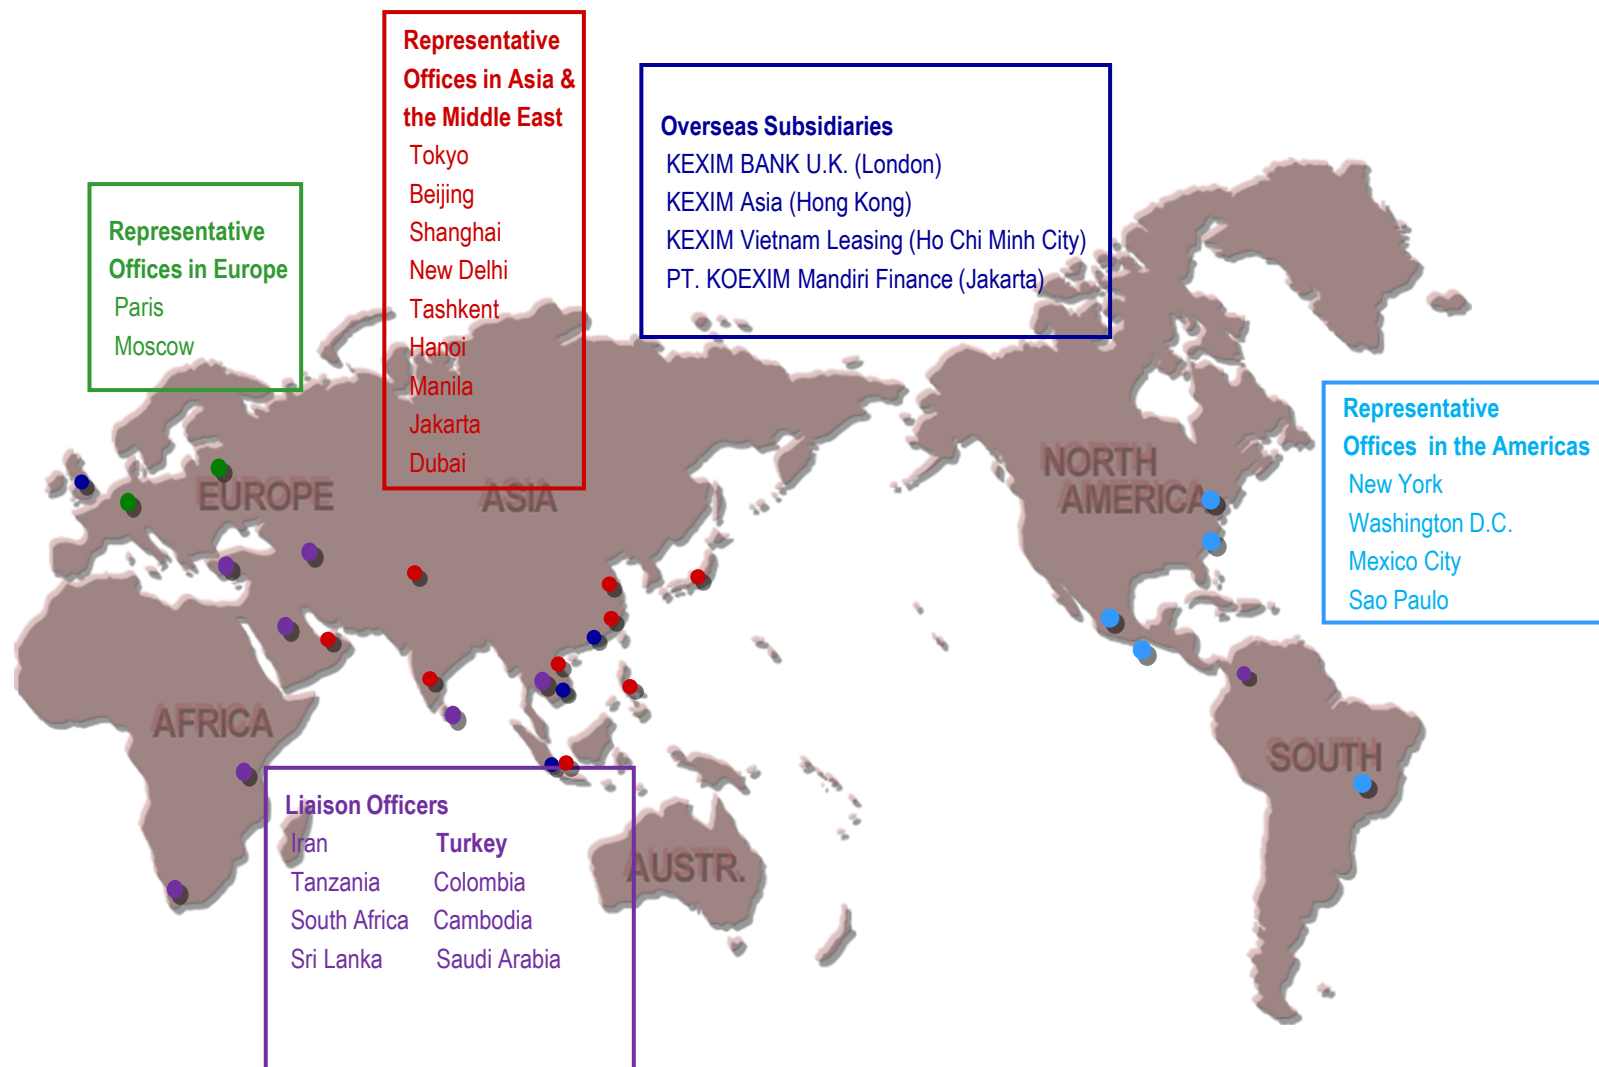 Representative
Offices in Asia &
the Middle East
Tokyo
Beijing
Shanghai
New Delhi
Tashkent
Hanoi
Manila
Jakarta
Dubai
Overseas Subsidiaries
KEXIM BANK U.K. (London)
KEXIM Asia (Hong Kong)
KEXIM Vietnam Leasing (Ho Chi Minh City)
PT. KOEXIM Mandiri Finance (Jakarta)
Representative
Offices in Europe
Paris
Moscow
Representative
Offices in the Americas
New York
Washington D.C.
Mexico City
Sao Paulo
NORTH
AMERICA
EUROPE
ASIA
AFRICA
SOUTH
AUSTR.
Liaison Officers
Iran Turkey
Tanzania Colombia
South Africa Cambodia
Sri Lanka Saudi Arabia